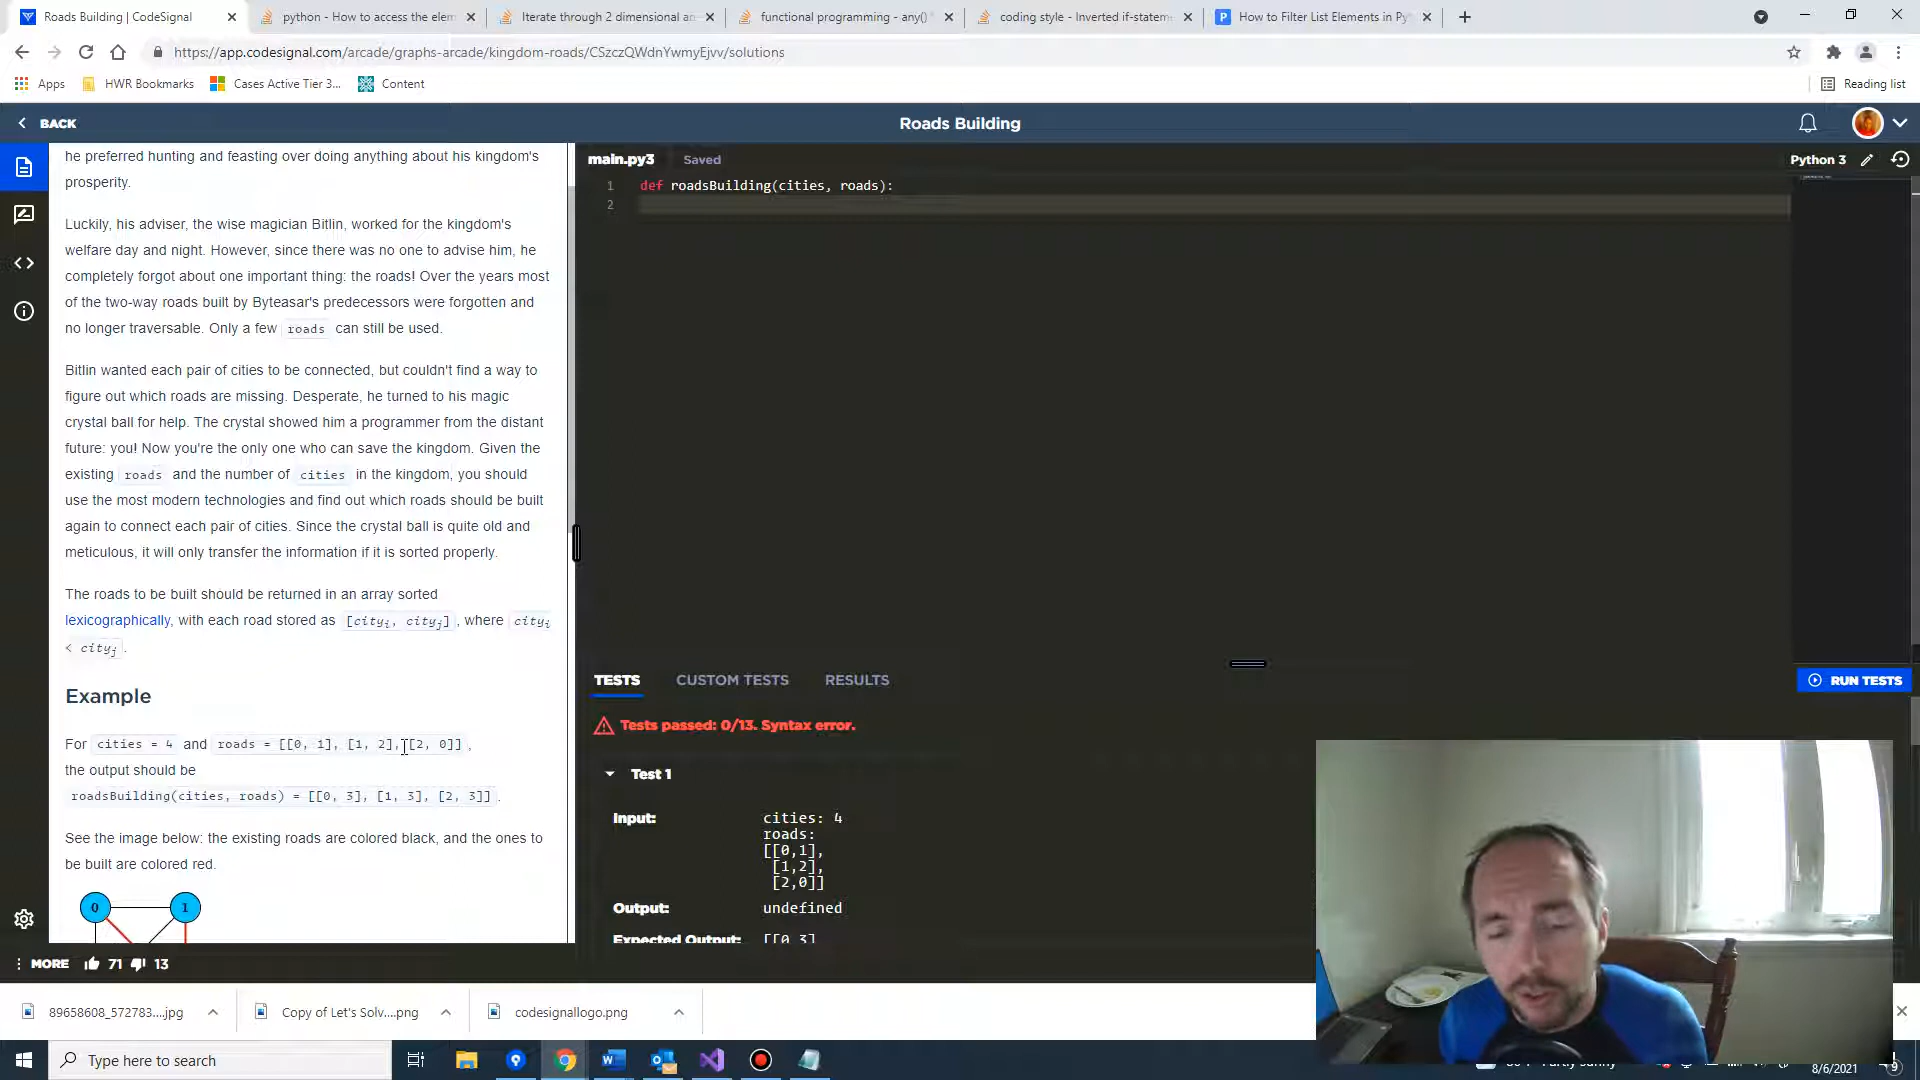 Roads Building | CodeSignal
python - How to access the elem
Iterate through 2 dimensional ar
functional programming - any()
coding style - Inverted if-statem
How to Filter List Elements in Py
https://app.codesignal.com/arcade/graphs-arcade/kingdom-roads/CSzczQWdnYwmyEjvv/solutions
Apps
HWR Bookmarks
Cases Active Tier 3...
Content
Reading list
BACK
Roads Building
he preferred hunting and feasting over doing anything about his kingdom's
prosperity.
Luckily, his adviser, the wise magician Bitlin, worked for the kingdom's
welfare day and night. However, since there was no one to advise him, he
completely forgot about one important thing: the roads! Over the years most
of the two-way roads built by Byteasar's predecessors were forgotten and
no longer traversable. Only a few roads can still be used.
Bitlin wanted each pair of cities to be connected, but couldn't find a way to
figure out which roads are missing. Desperate, he turned to his magic
crystal ball for help. The crystal showed him a programmer from the distant
future: you! Now you're the only one who can save the kingdom. Given the
existing roads and the number of cities in the kingdom, you should
use the most modern technologies and find out which roads should be built
again to connect each pair of cities. Since the crystal ball is quite old and
meticulous, it will only transfer the information if it is sorted properly.
The roads to be built should be returned in an array sorted
lexicographically, with each road stored as [cityi, cityj], where cityi
< cityj.
Example
For cities = 4 and roads = [[0, 1], [1, 2], [2, 0]],
the output should be
roadsBuilding(cities, roads) = [[0, 3], [1, 3], [2, 3]].
See the image below: the existing roads are colored black, and the ones to
be built are colored red.
0
1
MORE
71
13
main.py3
Saved
Python 3
1 def roadsBuilding(cities, roads):
2
TESTS
CUSTOM TESTS
RESULTS
RUN TESTS
Tests passed: 0/13. Syntax error.
Test 1
Input:
cities: 4
roads:
[[0,1],
[1,2],
[2,0]]
Output:
undefined
Expected Output:
[[0,3]
89658608_572783....jpg
Copy of Let's Solv....png
codesignallogo.png
Type here to search
8/6/2021
9